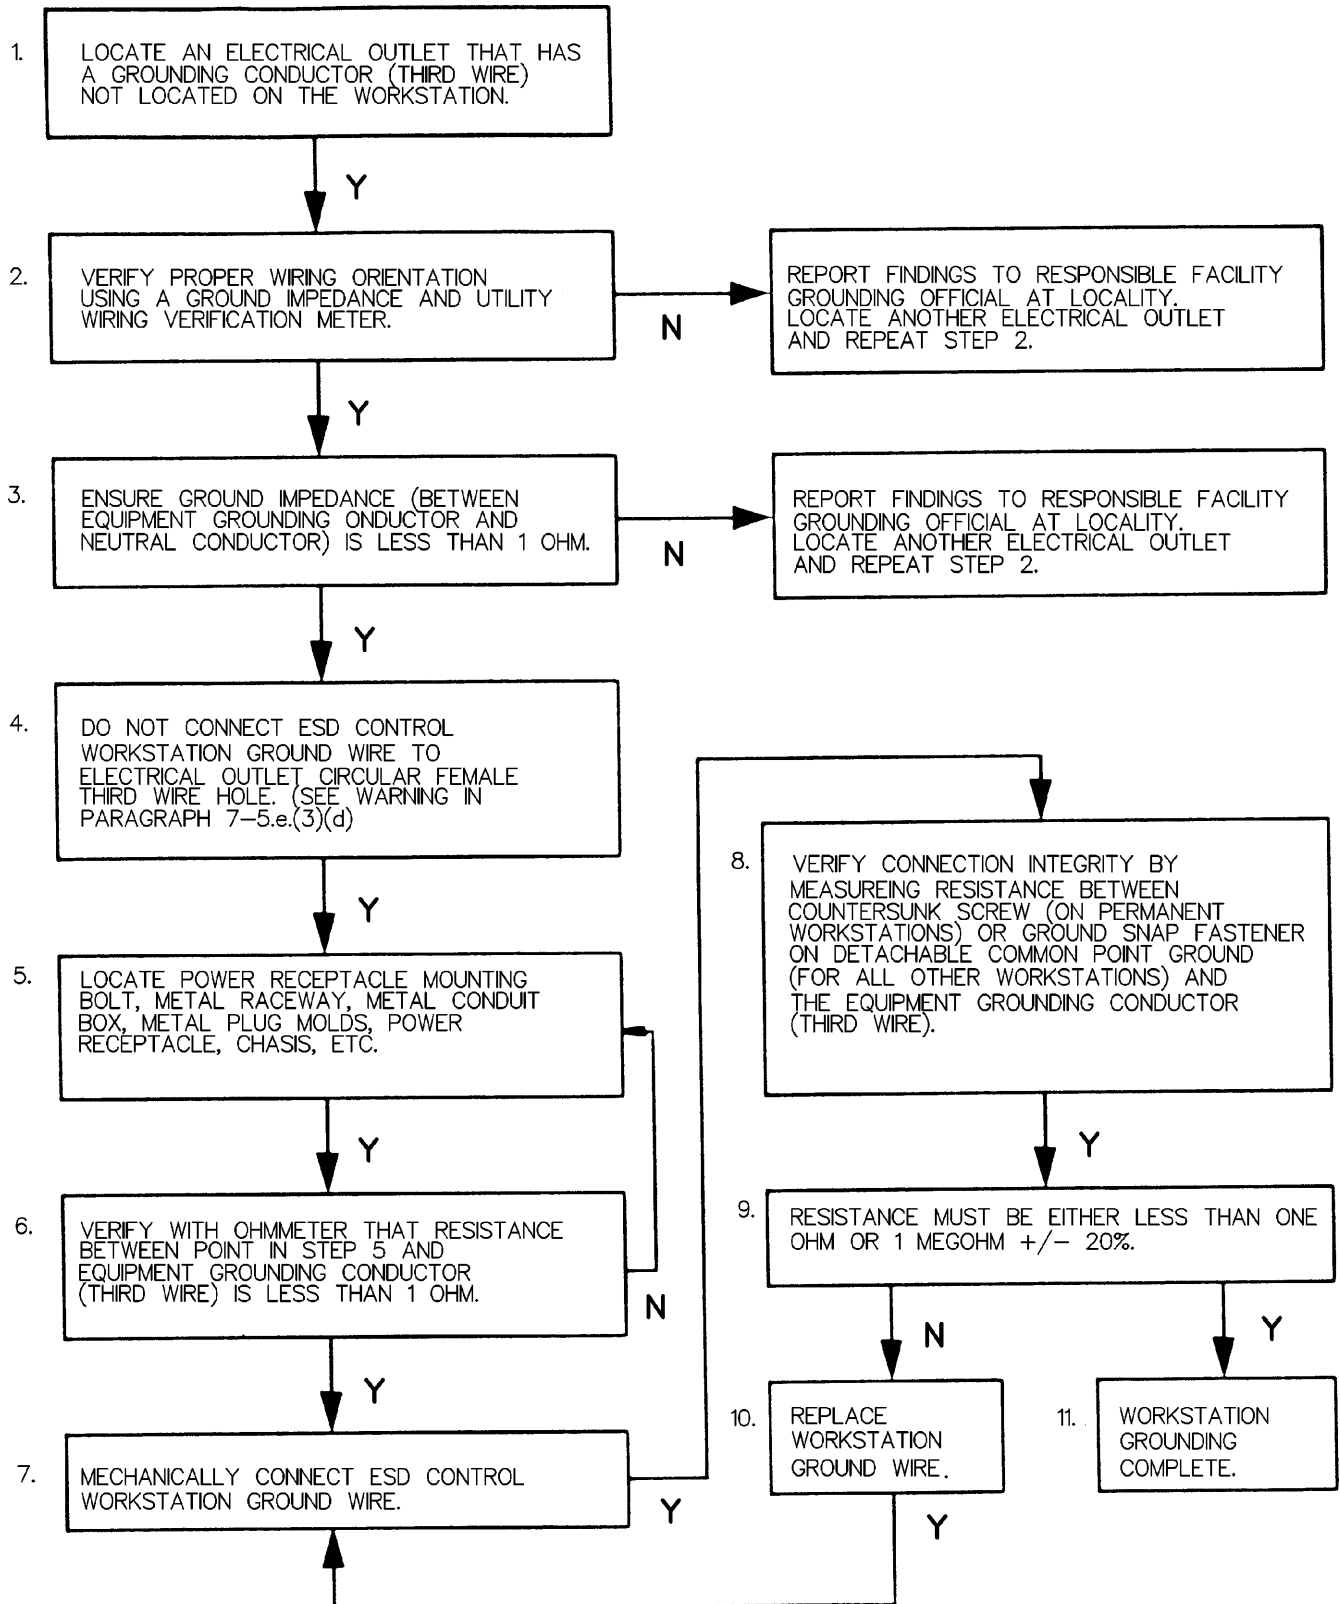 1.
LOCATE AN ELECTRICAL OUTLET THAT HAS
A GROUNDING CONDUCTOR (THIRD WIRE)
NOT LOCATED ON THE WORKSTATION.
Y
2.
VERIFY PROPER WIRING ORIENTATION
USING A GROUND IMPEDANCE AND UTILITY
WIRING VERIFICATION METER.
N
REPORT FINDINGS TO RESPONSIBLE FACILITY
GROUNDING OFFICIAL AT LOCALITY.
LOCATE ANOTHER ELECTRICAL OUTLET
AND REPEAT STEP 2.
Y
3.
ENSURE GROUND IMPEDANCE (BETWEEN
EQUIPMENT GROUNDING ONDUCTOR AND
NEUTRAL CONDUCTOR) IS LESS THAN 1 OHM.
N
REPORT FINDINGS TO RESPONSIBLE FACILITY
GROUNDING OFFICIAL AT LOCALITY.
LOCATE ANOTHER ELECTRICAL OUTLET
AND REPEAT STEP 2.
Y
4.
DO NOT CONNECT ESD CONTROL
WORKSTATION GROUND WIRE TO
ELECTRICAL OUTLET CIRCULAR FEMALE
THIRD WIRE HOLE. (SEE WARNING IN
PARAGRAPH 7-5.e.(3)(d)
Y
5.
LOCATE POWER RECEPTACLE MOUNTING
BOLT, METAL RACEWAY, METAL CONDUIT
BOX, METAL PLUG MOLDS, POWER
RECEPTACLE, CHASIS, ETC.
Y
6.
VERIFY WITH OHMMETER THAT RESISTANCE
BETWEEN POINT IN STEP 5 AND
EQUIPMENT GROUNDING CONDUCTOR
(THIRD WIRE) IS LESS THAN 1 OHM.
N
Y
7.
MECHANICALLY CONNECT ESD CONTROL
WORKSTATION GROUND WIRE.
Y
8.
VERIFY CONNECTION INTEGRITY BY
MEASUREING RESISTANCE BETWEEN
COUNTERSUNK SCREW (ON PERMANENT
WORKSTATIONS) OR GROUND SNAP FASTENER
ON DETACHABLE COMMON POINT GROUND
(FOR ALL OTHER WORKSTATIONS) AND
THE EQUIPMENT GROUNDING CONDUCTOR
(THIRD WIRE).
Y
9.
RESISTANCE MUST BE EITHER LESS THAN ONE
OHM OR 1 MEGOHM +/- 20%.
N
Y
10.
REPLACE
WORKSTATION
GROUND WIRE.
Y
11.
WORKSTATION
GROUNDING
COMPLETE.